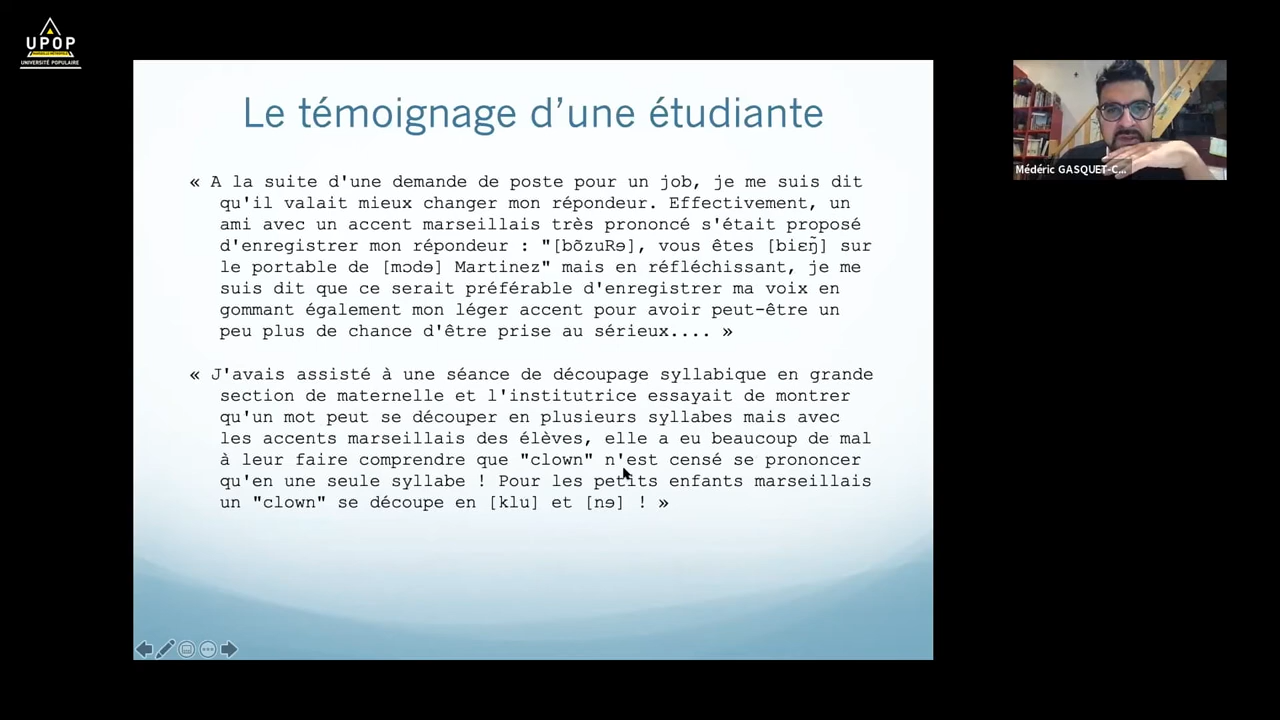 UPOP
UNIVERSITÉ POPULAIRE
Le témoignage d'une étudiante
« A la suite d'une demande de poste pour un job, je me suis dit
qu'il valait mieux changer mon répondeur. Effectivement, un
ami avec un accent marseillais très prononcé s'était proposé
d'enregistrer mon répondeur : "[bõzuRɘ], vous êtes [biɛŋ̃] sur
le portable de [mɔdɘ] Martinez" mais en réfléchissant, je me
suis dit que ce serait préférable d'enregistrer ma voix en
gommant également mon léger accent pour avoir peut-être un
peu plus de chance d'être prise au sérieux.... »
« J'avais assisté à une séance de découpage syllabique en grande
section de maternelle et l'institutrice essayait de montrer
qu'un mot peut se découper en plusieurs syllabes mais avec
les accents marseillais des élèves, elle a eu beaucoup de mal
à leur faire comprendre que "clown" n'est censé se prononcer
qu'en une seule syllabe ! Pour les petits enfants marseillais
un "clown" se découpe en [klu] et [nɘ] ! »
Médéric GASQUET-C...